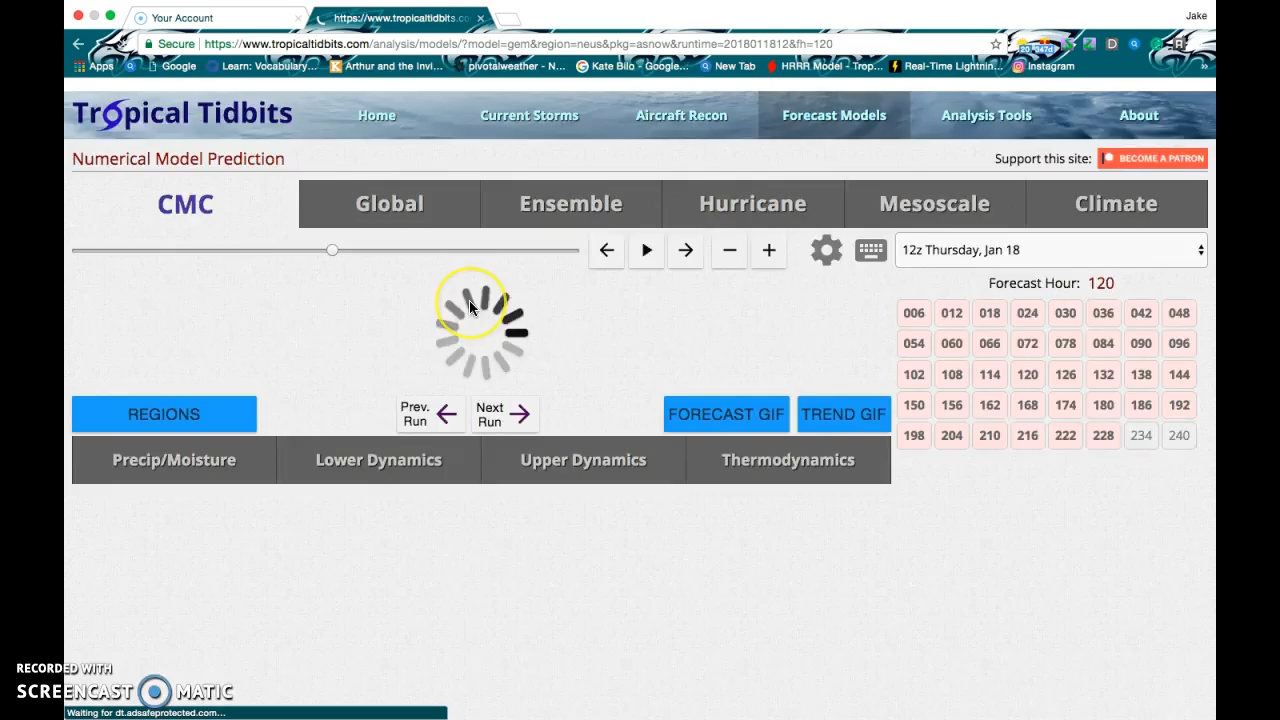 Your Account
https://www.tropicaltidbits.co
Jake
Secure https://www.tropicaltidbits.com/analysis/models/?model=gem&region=neus&pkg=asnow&runtime=2018011812&fh=120
Apps Google Learn: Vocabulary... Arthur and the Invi... pivotalweather - N... Kate Bilo - Google... New Tab HRRR Model - Trop... Real-Time Lightnin... Instagram »
Tropical Tidbits
Home Current Storms Aircraft Recon Forecast Models Analysis Tools About
Numerical Model Prediction
Support this site: BECOME A PATRON
CMC Global Ensemble Hurricane Mesoscale Climate
12z Thursday, Jan 18
Forecast Hour: 120
006 012 018 024 030 036 042 048
054 060 066 072 078 084 090 096
102 108 114 120 126 132 138 144
150 156 162 168 174 180 186 192
198 204 210 216 222 228 234 240
REGIONS
Prev. Run
Next Run
FORECAST GIF
TREND GIF
Precip/Moisture Lower Dynamics Upper Dynamics Thermodynamics
RECORDED WITH
SCREENCAST MATIC
Waiting for dt.adsafeprotected.com...